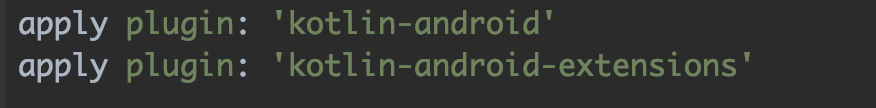 apply plugin: 'kotlin-android'
apply plugin: 'kotlin-android-extensions'